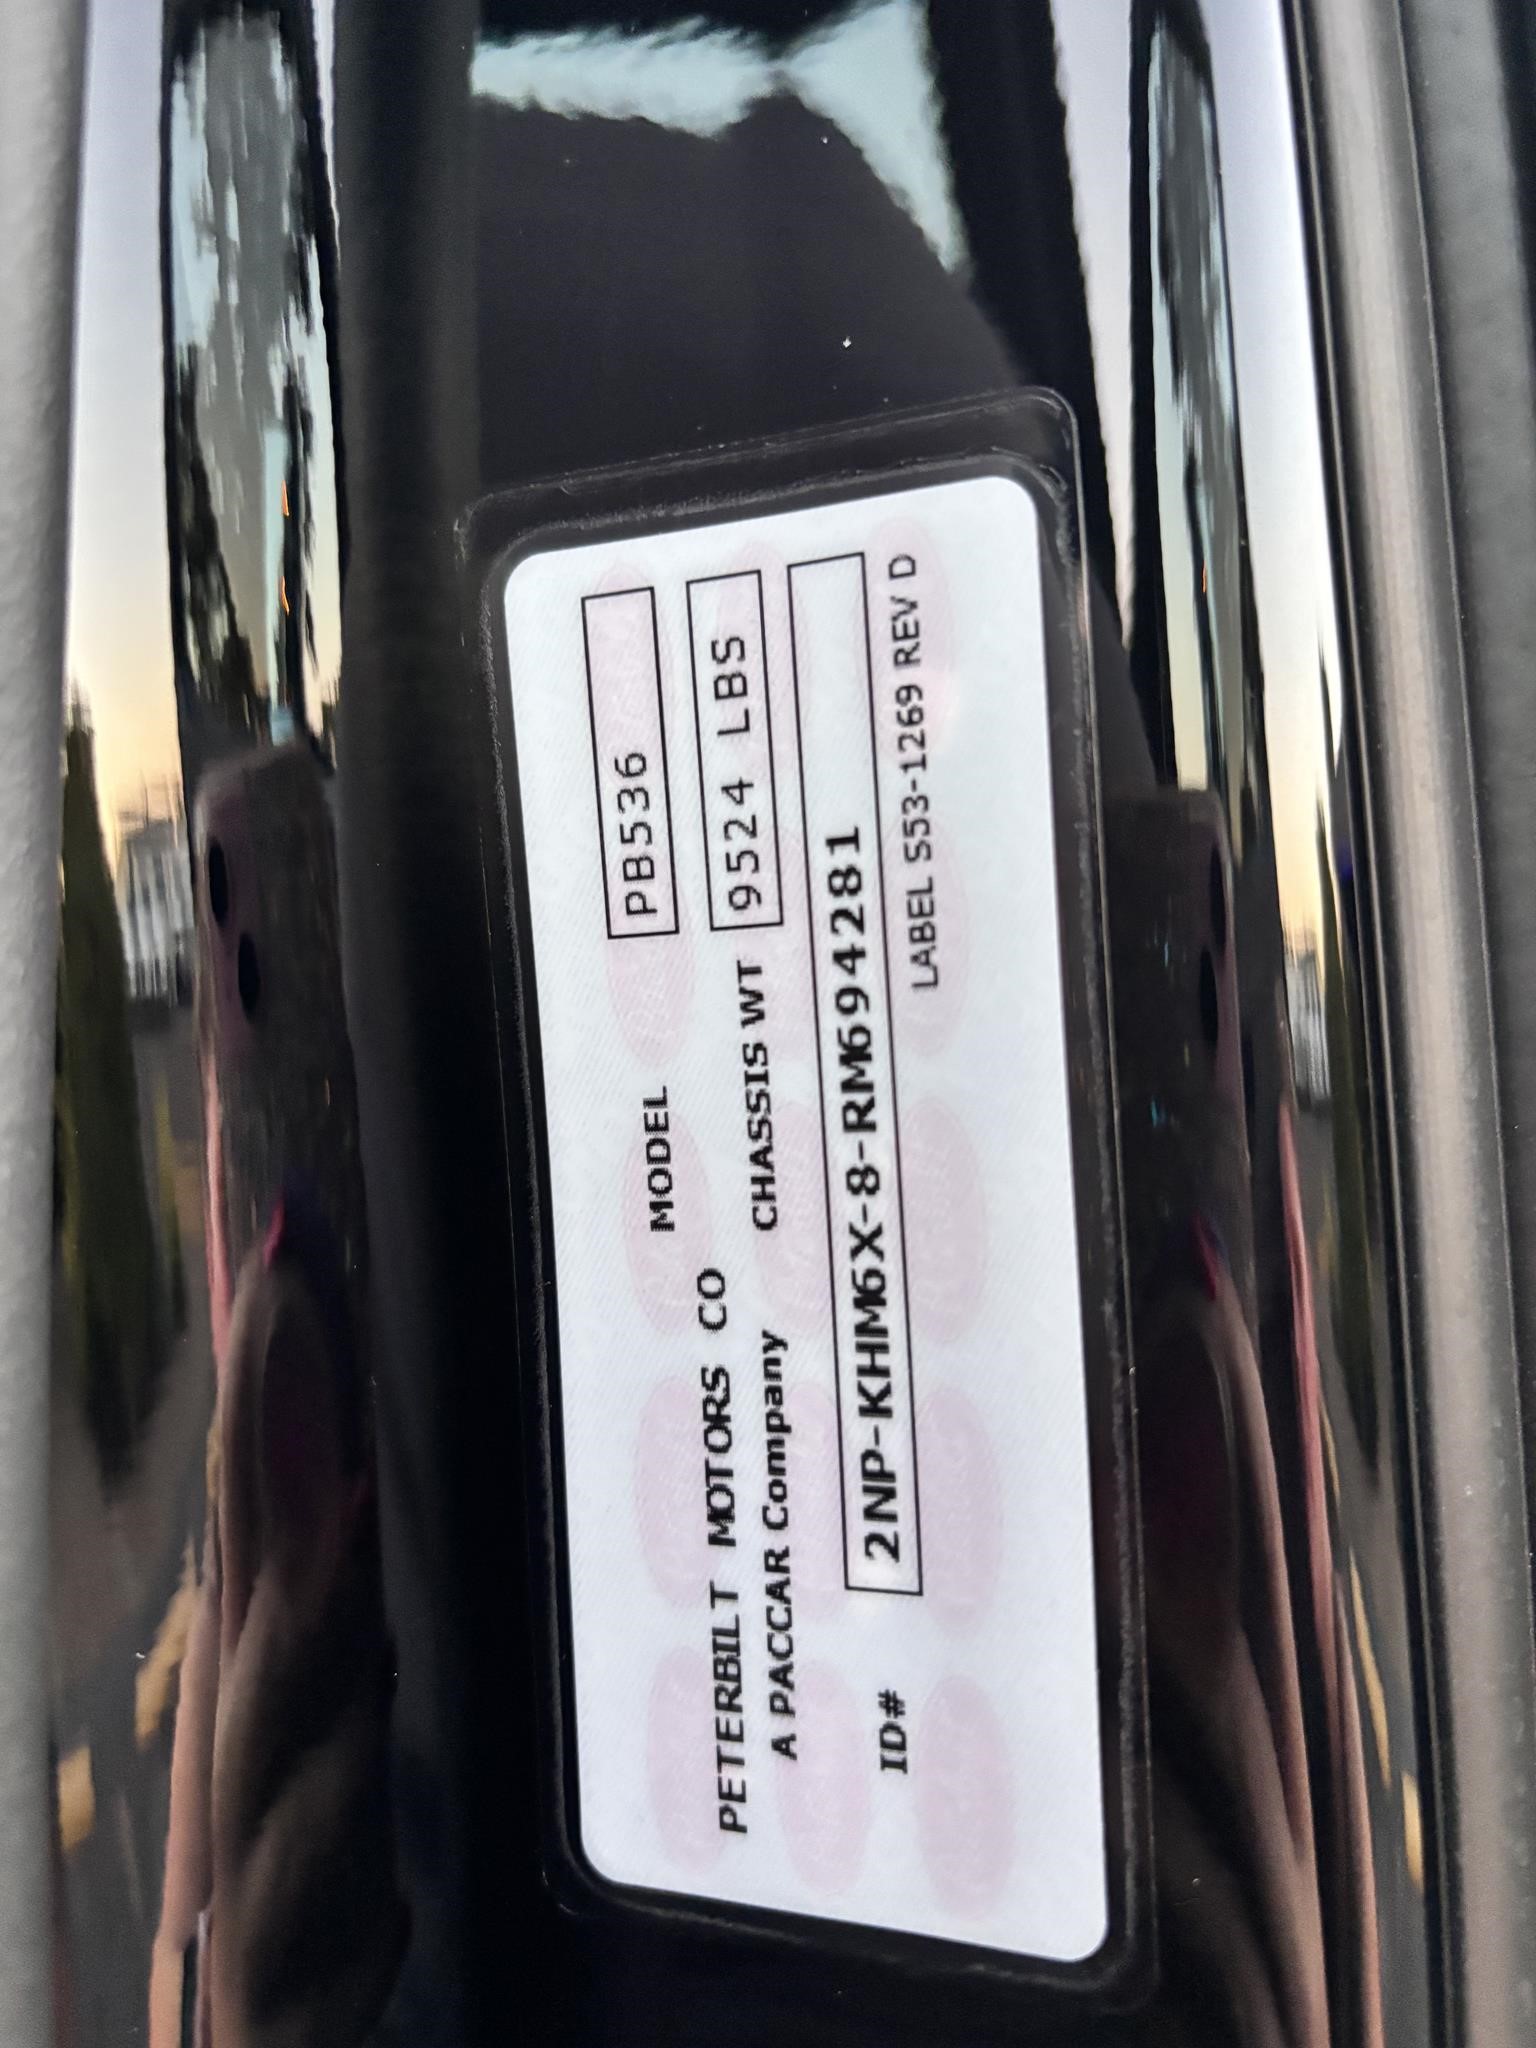 PETERBILT MOTORS CO
A PACCAR Company
MODEL PB536
CHASSIS WT 9524 LBS
ID# 2NP-KHM6X-8-RM694281
LABEL S53-1269 REV D